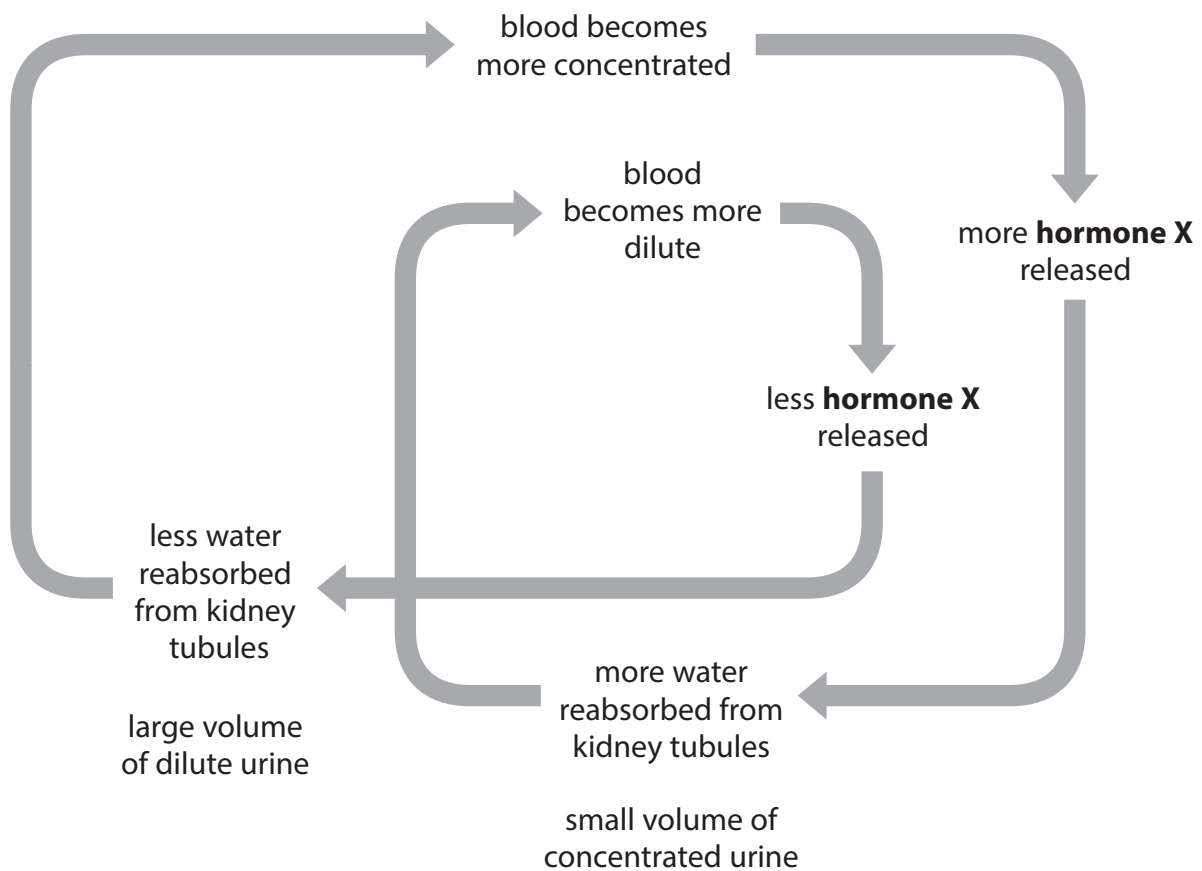 blood becomes
more concentrated
blood
becomes more
dilute
more hormone X
released
less hormone X
released
less water
reabsorbed
from kidney
tubules
large volume
of dilute urine
more water
reabsorbed from
kidney tubules
small volume of
concentrated urine